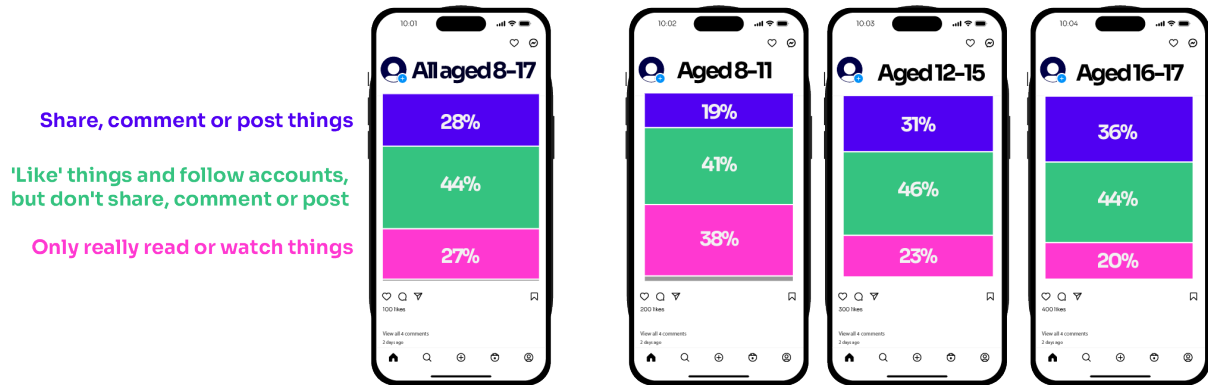 Share, comment or post things
'Like' things and follow accounts,
but don't share, comment or post
Only really read or watch things
10:01
All aged 8-17
28%
44%
27%
100 likes
View all 4 comments
2 days ago
10:02
Aged 8-11
19%
41%
38%
200 likes
View all 4 comments
2 days ago
10:03
Aged 12-15
31%
46%
23%
300 likes
View all 4 comments
2 days ago
10:04
Aged 16-17
36%
44%
20%
400 likes
View all 4 comments
2 days ago